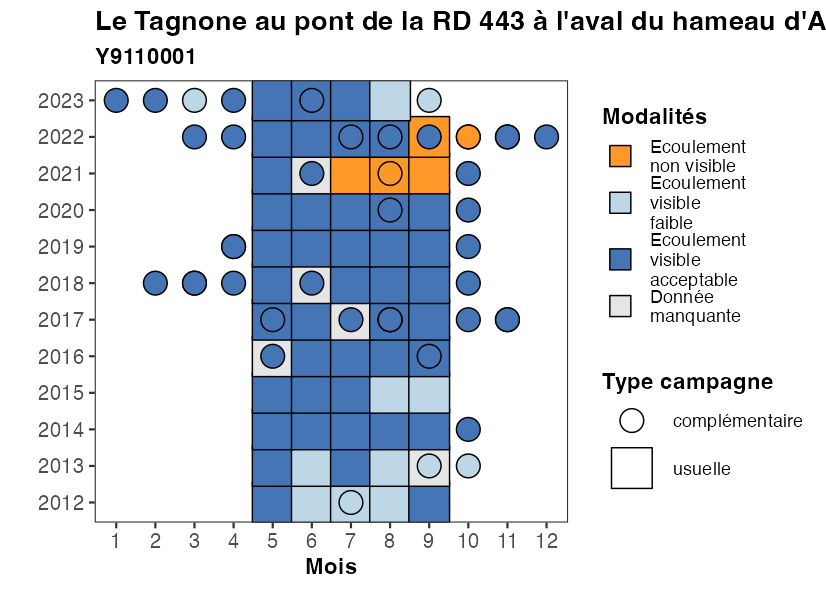 Le Tagnone au pont de la RD 443 à l'aval du hameau d'A
Y9110001
2023
2022
2021
2020
2019
2018
2017
2016
2015
2014
2013
2012
1 2 3 4 5 6 7 8 9 10 11 12
Mois
Modalités
Ecoulement
non visible
Ecoulement
visible
faible
Ecoulement
visible
acceptable
Donnée
manquante
Type campagne
complémentaire
usuelle